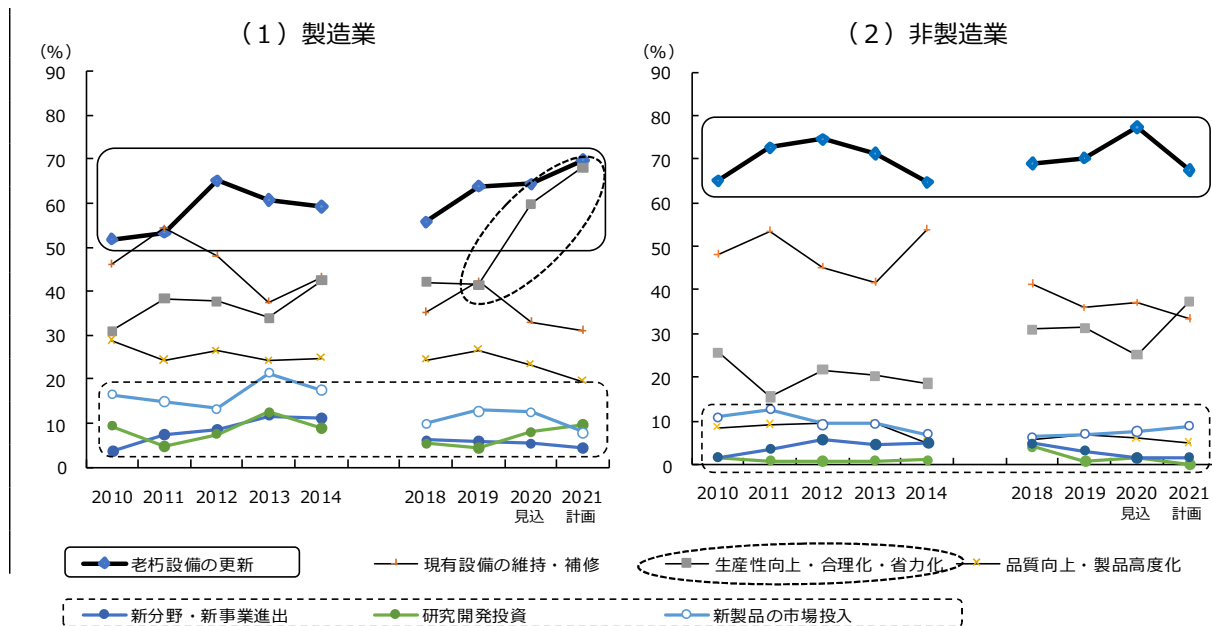 （1）製造業
（2）非製造業
（%）
90
80
70
60
50
40
30
20
10
0
2010 2011 2012 2013 2014 2018 2019 2020 2021
見込 計画
（%）
90
80
70
60
50
40
30
20
10
0
2010 2011 2012 2013 2014 2018 2019 2020 2021
見込 計画
老朽設備の更新 現有設備の維持・補修 生産性向上・合理化・省力化 品質向上・製品高度化
新分野・新事業進出 研究開発投資 新製品の市場投入